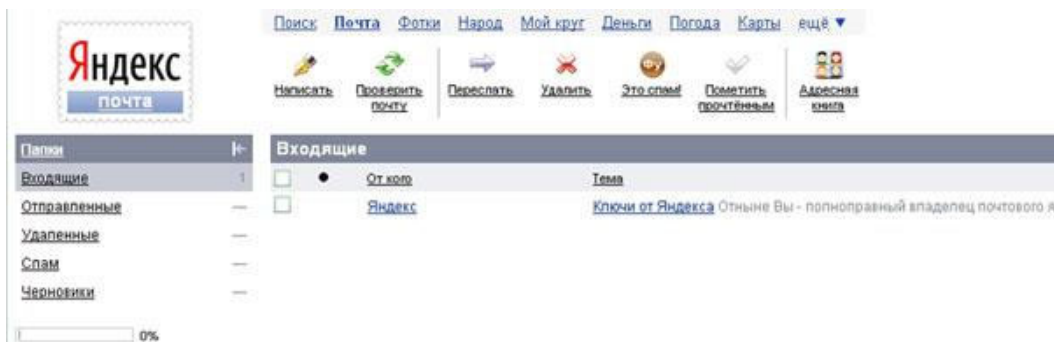 Поиск Почта Фотки Народ Мой круг Деньги Погода Карты ещё ▼
Яндекс
почта
Написать Проверить почту Переслать Удалить Это спам! Пометить прочтённым Адресная книга
Папки
Входящие 1
Отправленные —
Удаленные —
Спам —
Черновики —
0%
Входящие
От кого Тема
Яндекс Ключи от Яндекса Отныне Вы - полноправный владелец почтового я